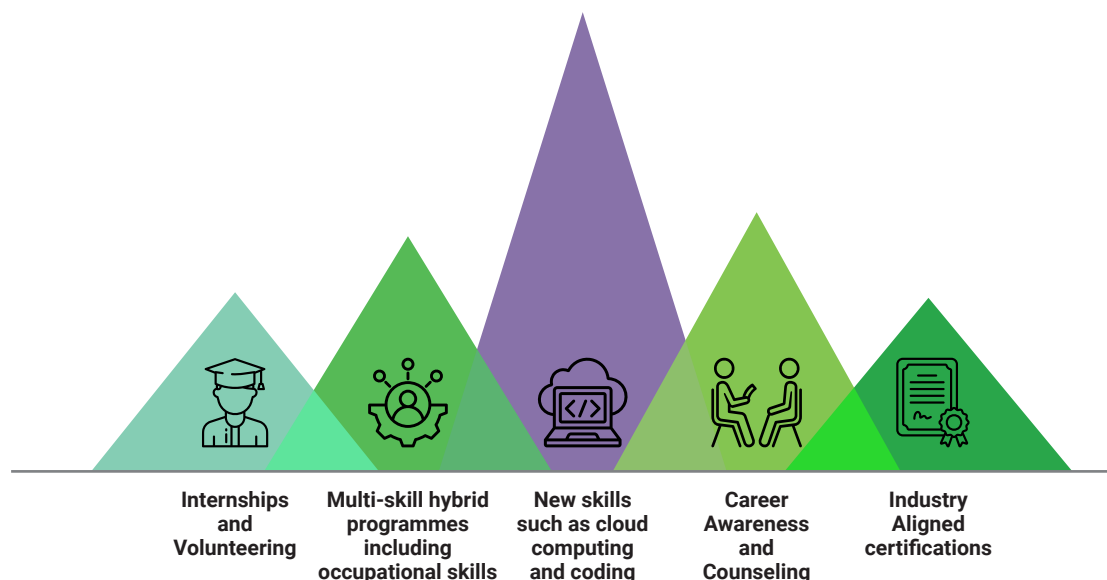 Internships
and
Volunteering
Multi-skill hybrid
programmes
including
occupational skills
New skills
such as cloud
computing
and coding
Career
Awareness
and
Counseling
Industry
Aligned
certifications